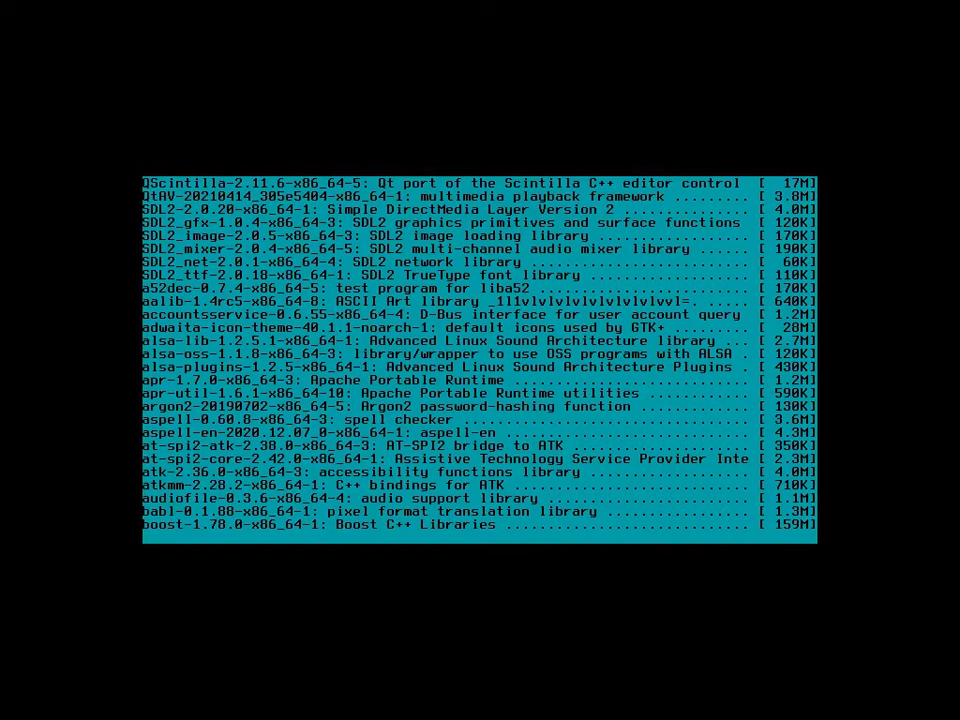 QScintilla-2.11.6-x86_64-5: Qt port of the Scintilla C++ editor control  [  17M]
QtAV-20210414_305e5404-x86_64-1: multimedia playback framework ......... [ 3.8M]
SDL2-2.0.20-x86_64-1: Simple DirectMedia Layer Version 2 ............... [ 4.0M]
SDL2_gfx-1.0.4-x86_64-3: SDL2 graphics primitives and surface functions  [ 120K]
SDL2_image-2.0.5-x86_64-3: SDL2 image loading library .................. [ 170K]
SDL2_mixer-2.0.4-x86_64-5: SDL2 multi-channel audio mixer library ...... [ 190K]
SDL2_net-2.0.1-x86_64-4: SDL2 network library .......................... [  60K]
SDL2_ttf-2.0.18-x86_64-1: SDL2 TrueType font library ................... [ 110K]
a52dec-0.7.4-x86_64-5: test program for liba52 ......................... [ 170K]
aalib-1.4rc5-x86_64-8: ASCII Art library _1l1vlvlvlvlvlvlvlvvl=. ..... [ 640K]
accountsservice-0.6.55-x86_64-4: D-Bus interface for user account query  [ 1.2M]
adwaita-icon-theme-40.1.1-noarch-1: default icons used by GTK+ ......... [  28M]
alsa-lib-1.2.5.1-x86_64-1: Advanced Linux Sound Architecture library ... [ 2.7M]
alsa-oss-1.1.8-x86_64-3: library/wrapper to use OSS programs with ALSA . [ 120K]
alsa-plugins-1.2.5-x86_64-1: Advanced Linux Sound Architecture Plugins . [ 430K]
apr-1.7.0-x86_64-3: Apache Portable Runtime ............................ [ 1.2M]
apr-util-1.6.1-x86_64-10: Apache Portable Runtime utilities ............ [ 590K]
argon2-20190702-x86_64-5: Argon2 password-hashing function ............. [ 130K]
aspell-0.60.8-x86_64-3: spell checker .................................. [ 3.6M]
aspell-en-2020.12.07_0-x86_64-1: aspell-en ............................. [ 4.3M]
at-spi2-atk-2.38.0-x86_64-3: AT-SPI2 bridge to ATK ..................... [ 350K]
at-spi2-core-2.42.0-x86_64-1: Assistive Technology Service Provider Inte [ 2.3M]
atk-2.36.0-x86_64-3: accessibility functions library ................... [ 4.0M]
atkmm-2.28.2-x86_64-1: C++ bindings for ATK ............................ [ 710K]
audiofile-0.3.6-x86_64-4: audio support library ........................ [ 1.1M]
babl-0.1.88-x86_64-1: pixel format translation library ................. [ 1.3M]
boost-1.78.0-x86_64-1: Boost C++ Libraries ............................. [ 159M]